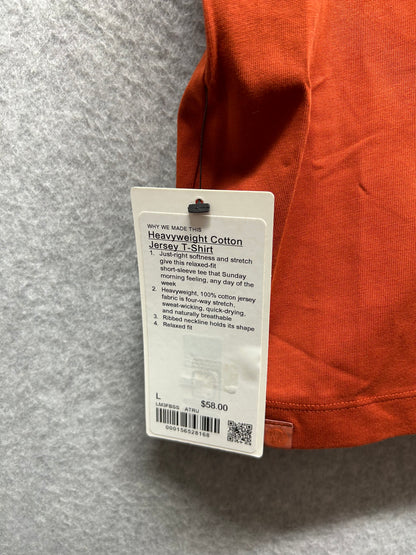 WHY WE MADE THIS
Heavyweight Cotton
Jersey T-Shirt
1. Just-right softness and stretch
give this relaxed-fit
short-sleeve tee that Sunday
morning feeling, any day of the
week
2. Heavyweight, 100% cotton jersey
fabric is four-way stretch,
sweat-wicking, quick-drying,
and naturally breathable
3. Ribbed neckline holds its shape
4. Relaxed fit
L
LM3FBSS ATRU
$58.00
000156528168